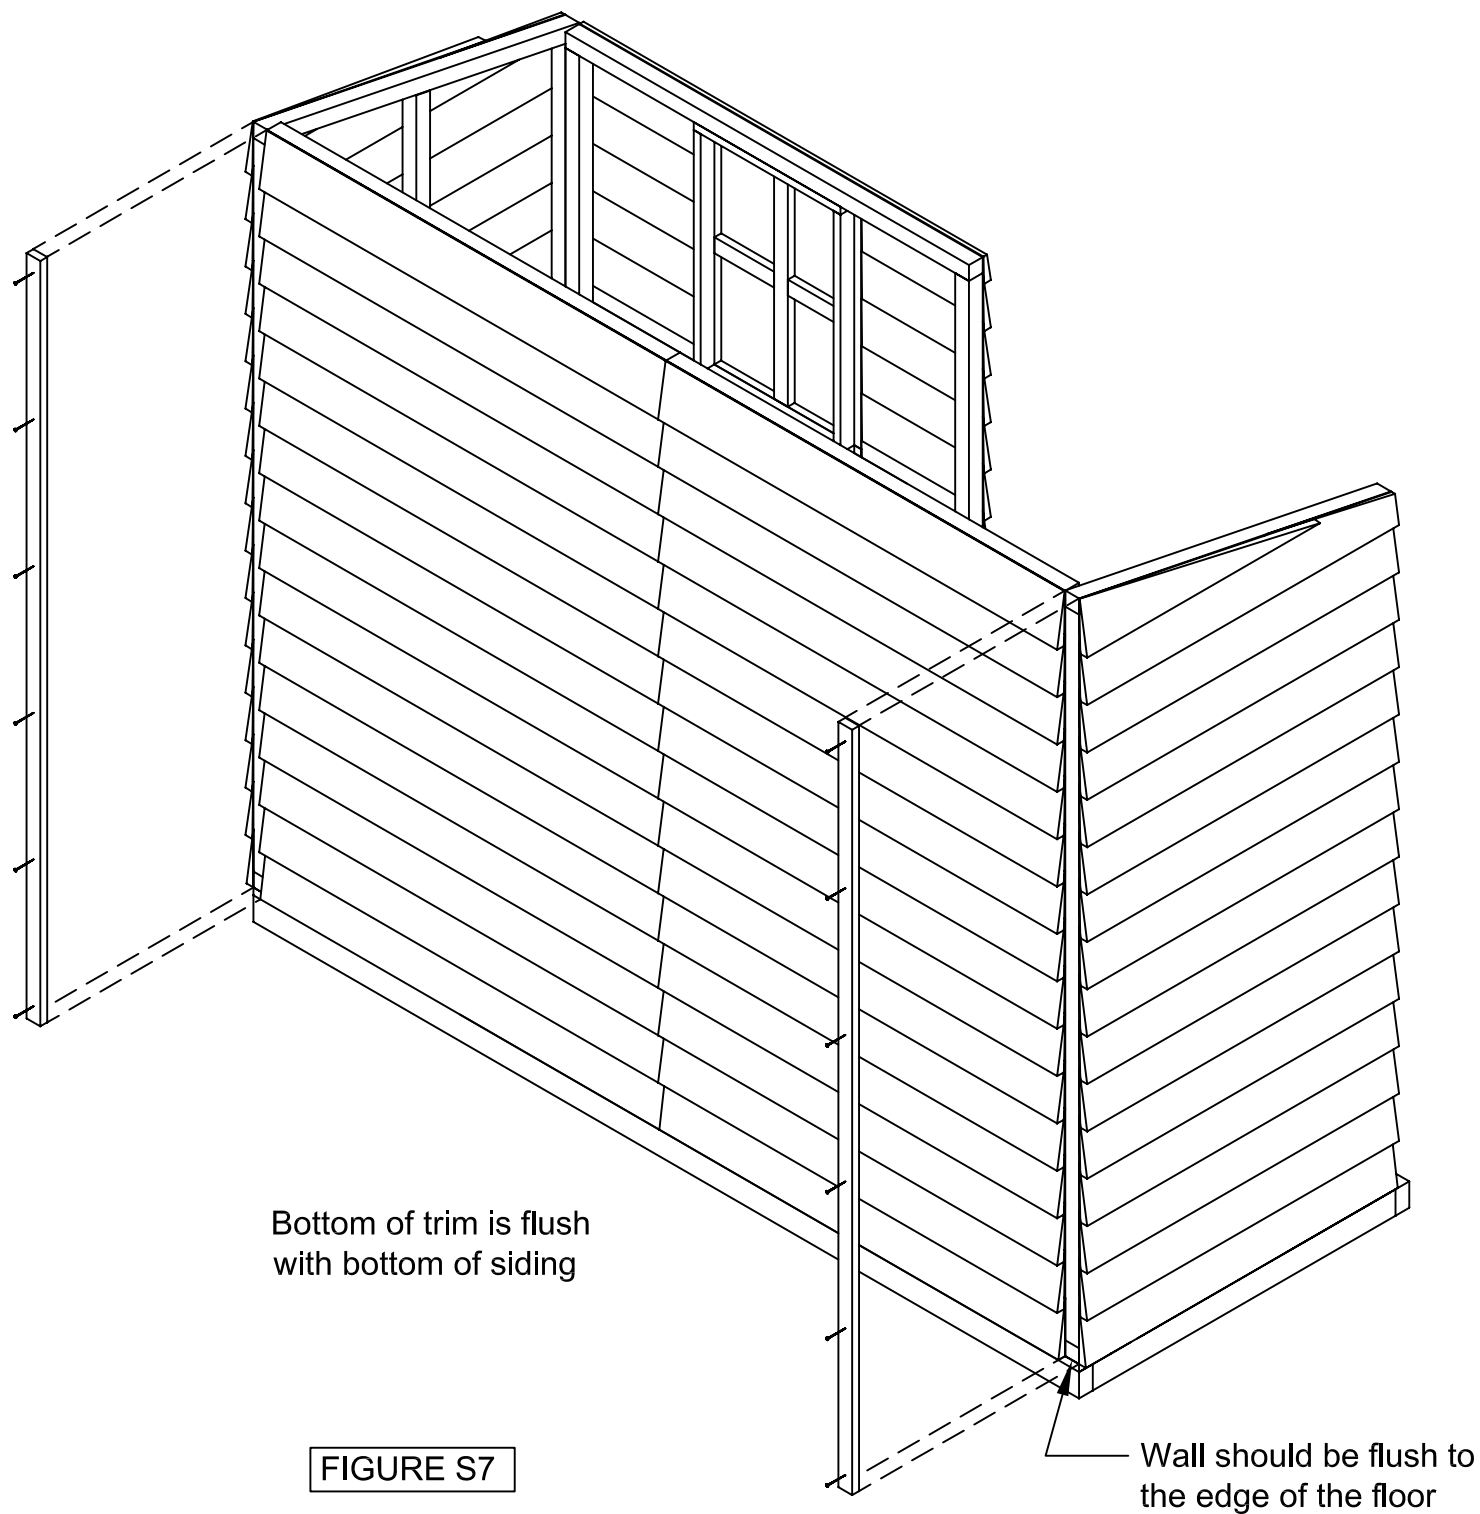 Bottom of trim is flush
with bottom of siding
FIGURE S7
Wall should be flush to
the edge of the floor